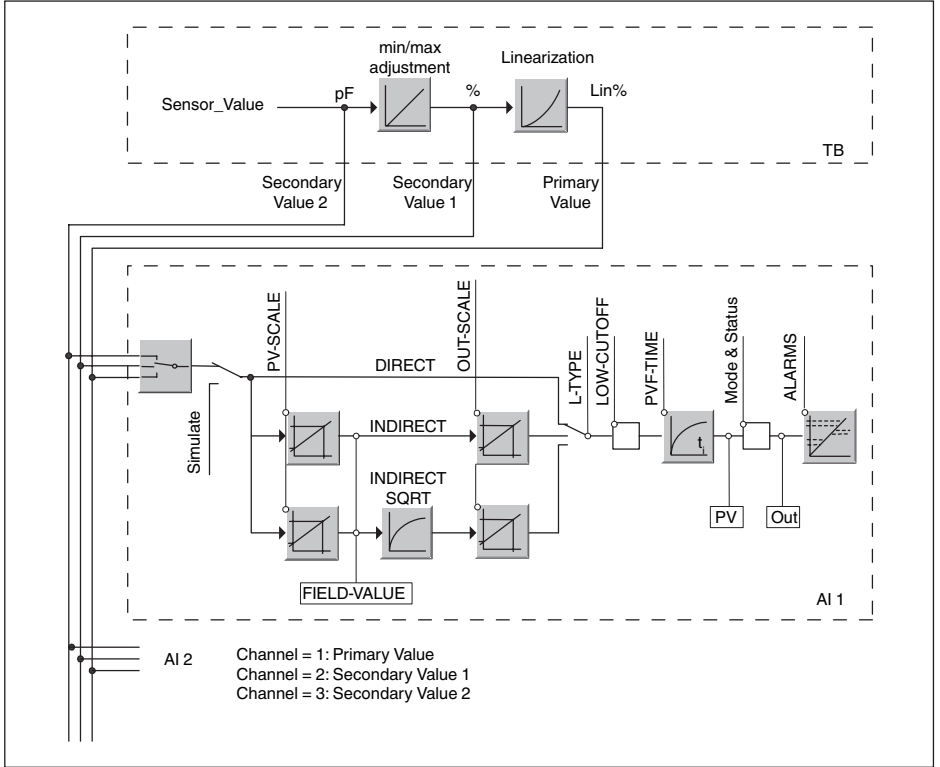 min/max
adjustment
Linearization
Sensor_Value
pF
%
Lin%
TB
Secondary
Value 2
Secondary
Value 1
Primary
Value
PV-SCALE
OUT-SCALE
L-TYPE
LOW-CUTOFF
PVF-TIME
Mode & Status
ALARMS
DIRECT
Simulate
INDIRECT
INDIRECT
SQRT
t_i
PV
Out
FIELD-VALUE
AI 1
AI 2
Channel = 1: Primary Value
Channel = 2: Secondary Value 1
Channel = 3: Secondary Value 2